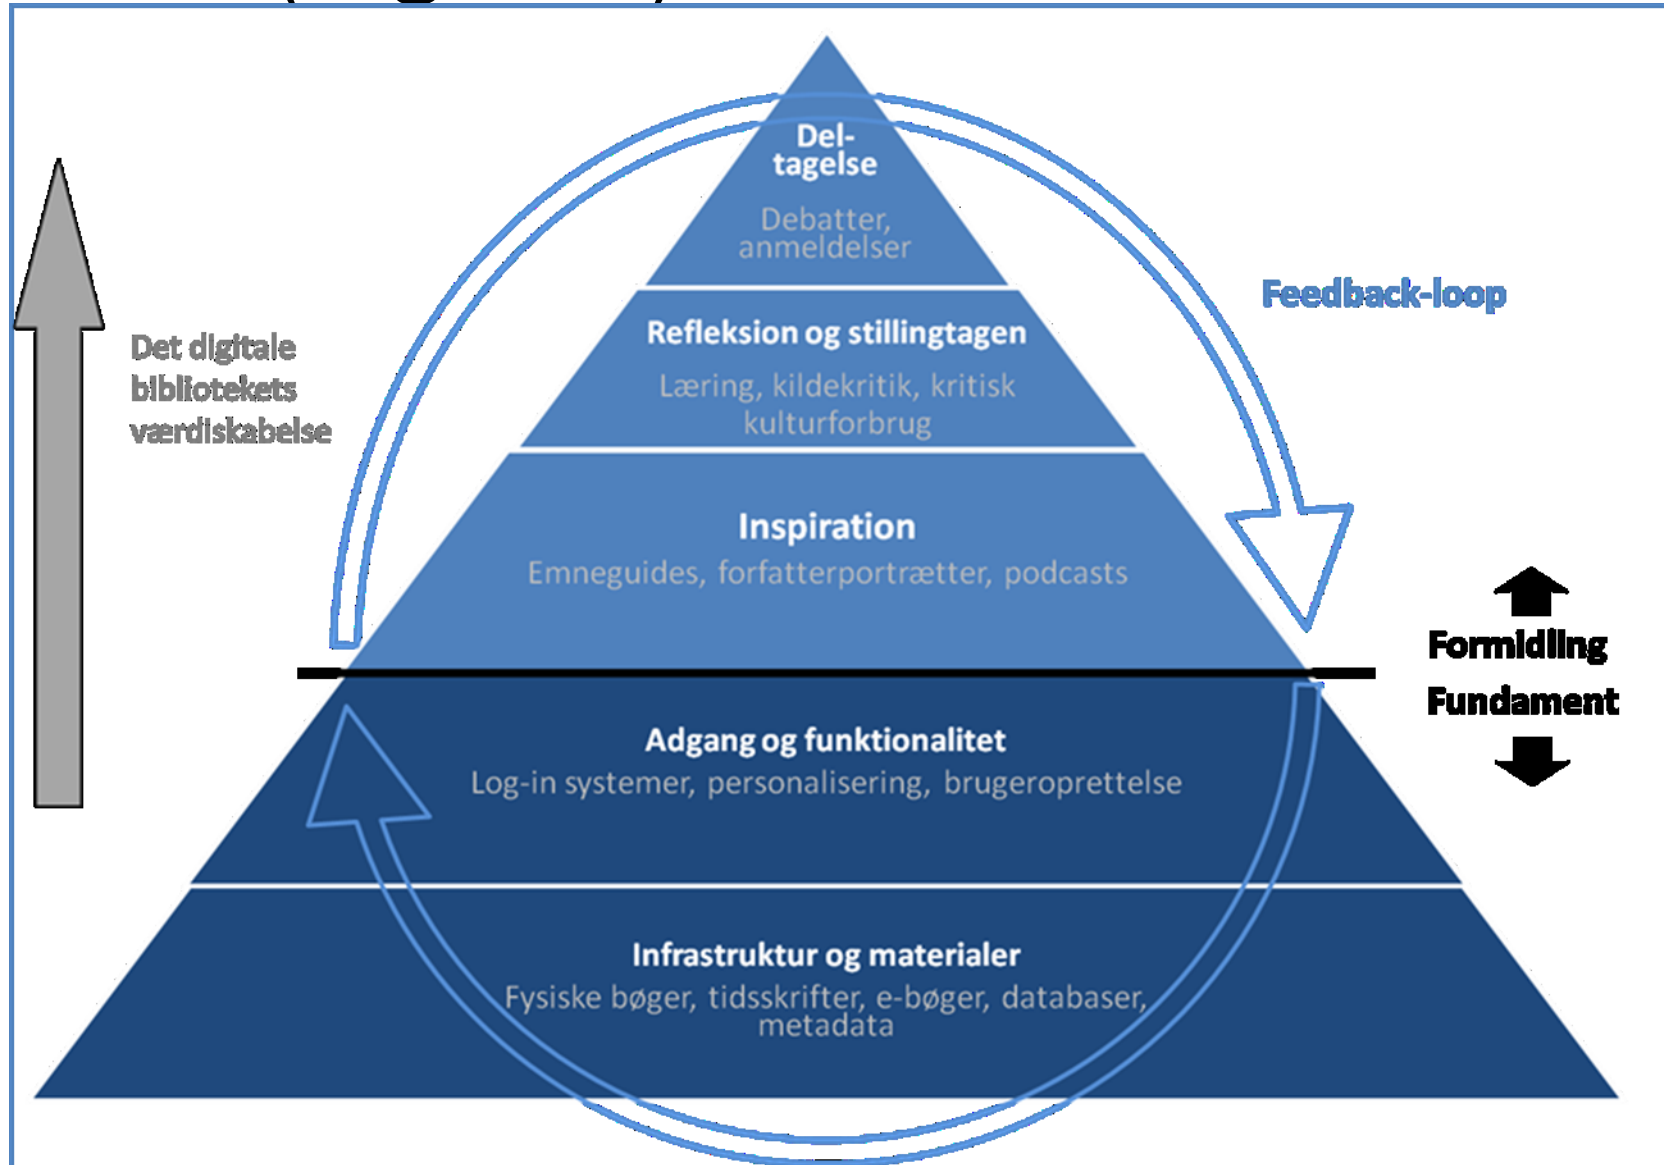 Del-
tagelse
Debatter,
anmeldelser
Feedback-loop
Refleksion og stillingtagen
Læring, kildekritik, kritisk
kulturforbrug
Det digitale
bibliotekets
værdiskabelse
Inspiration
Emneguides, forfatterportrætter, podcasts
Formidling
Fundament
Adgang og funktionalitet
Log-in systemer, personalisering, brugeroprettelse
Infrastruktur og materialer
Fysiske bøger, tidsskrifter, e-bøger, databaser,
metadata